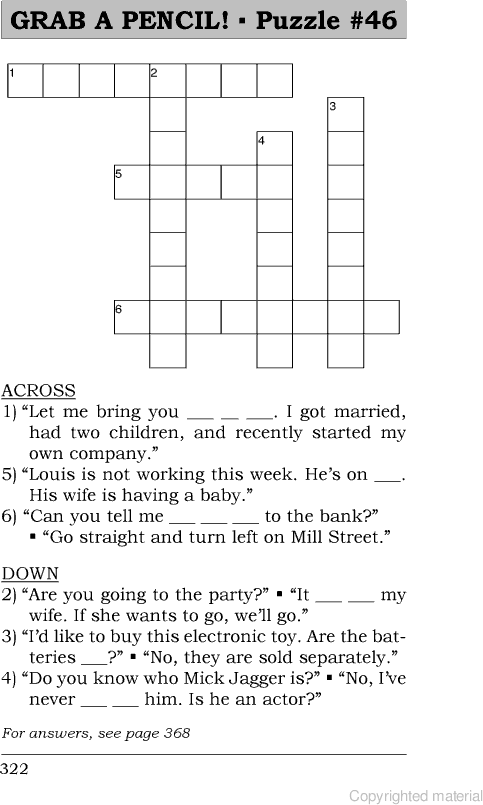 GRAB A PENCIL! ▪ Puzzle #46
1
2
3
4
5
6
ACROSS
1) “Let me bring you ___ __ ___. I got married,
had two children, and recently started my
own company.”
5) “Louis is not working this week. He’s on ___.
His wife is having a baby.”
6) “Can you tell me ___ ___ ___ to the bank?”
▪ “Go straight and turn left on Mill Street.”
DOWN
2) “Are you going to the party?” ▪ “It ___ ___ my
wife. If she wants to go, we’ll go.”
3) “I’d like to buy this electronic toy. Are the bat-
teries ___?” ▪ “No, they are sold separately.”
4) “Do you know who Mick Jagger is?” ▪ “No, I’ve
never ___ ___ him. Is he an actor?”
For answers, see page 368
322
Copyrighted material